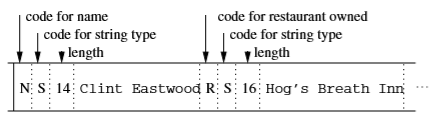 code for name code for restaurant owned
code for string type code for string type
length length
N S 14 Clint Eastwood R S 16 Hog's Breath Inn ...